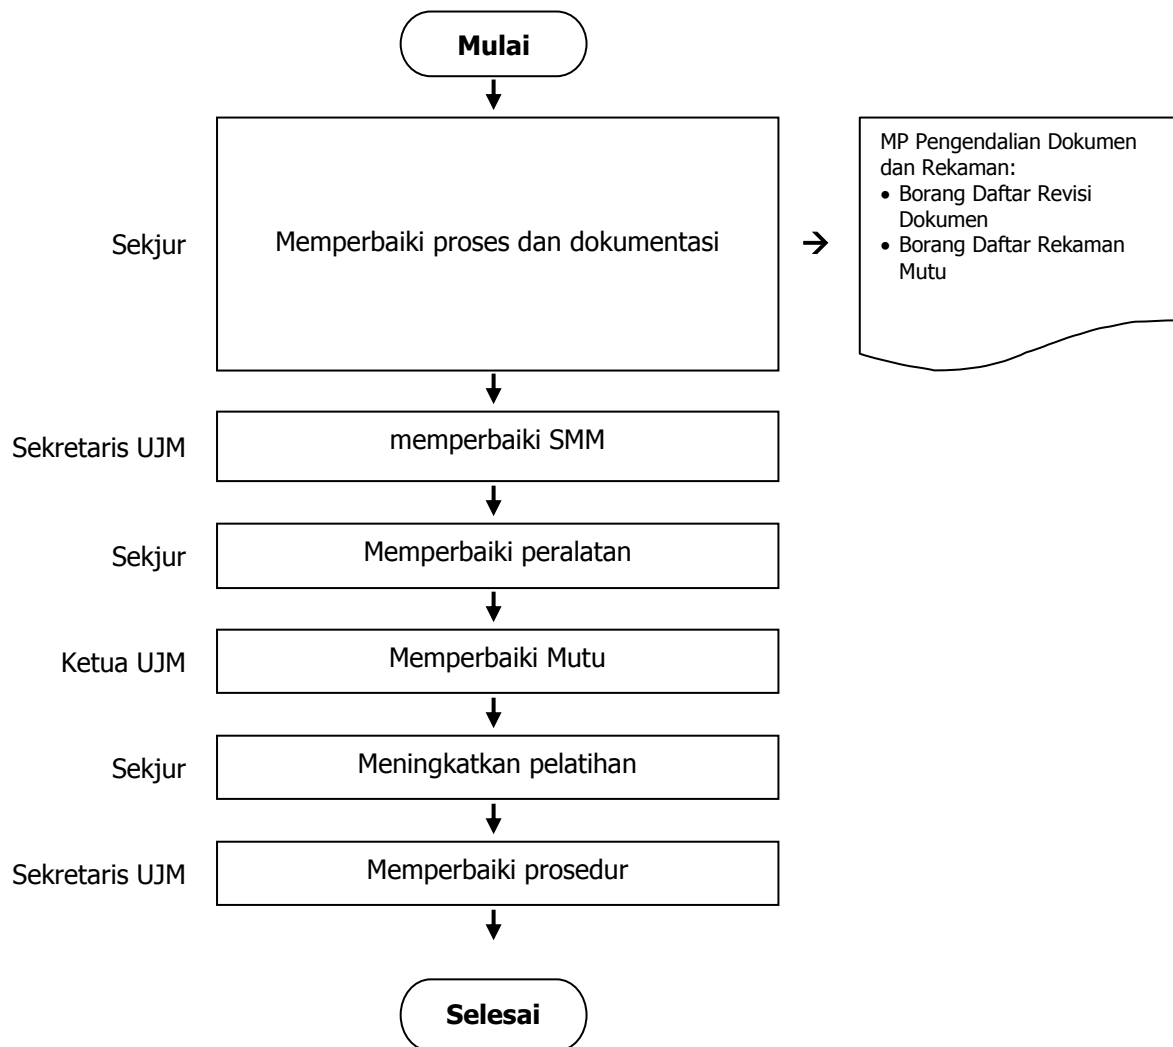 Mulai
Sekjur
Memperbaiki proses dan dokumentasi
→
MP Pengendalian Dokumen
dan Rekaman:
• Borang Daftar Revisi
Dokumen
• Borang Daftar Rekaman
Mutu
Sekretaris UJM
memperbaiki SMM
Sekjur
Memperbaiki peralatan
Ketua UJM
Memperbaiki Mutu
Sekjur
Meningkatkan pelatihan
Sekretaris UJM
Memperbaiki prosedur
Selesai